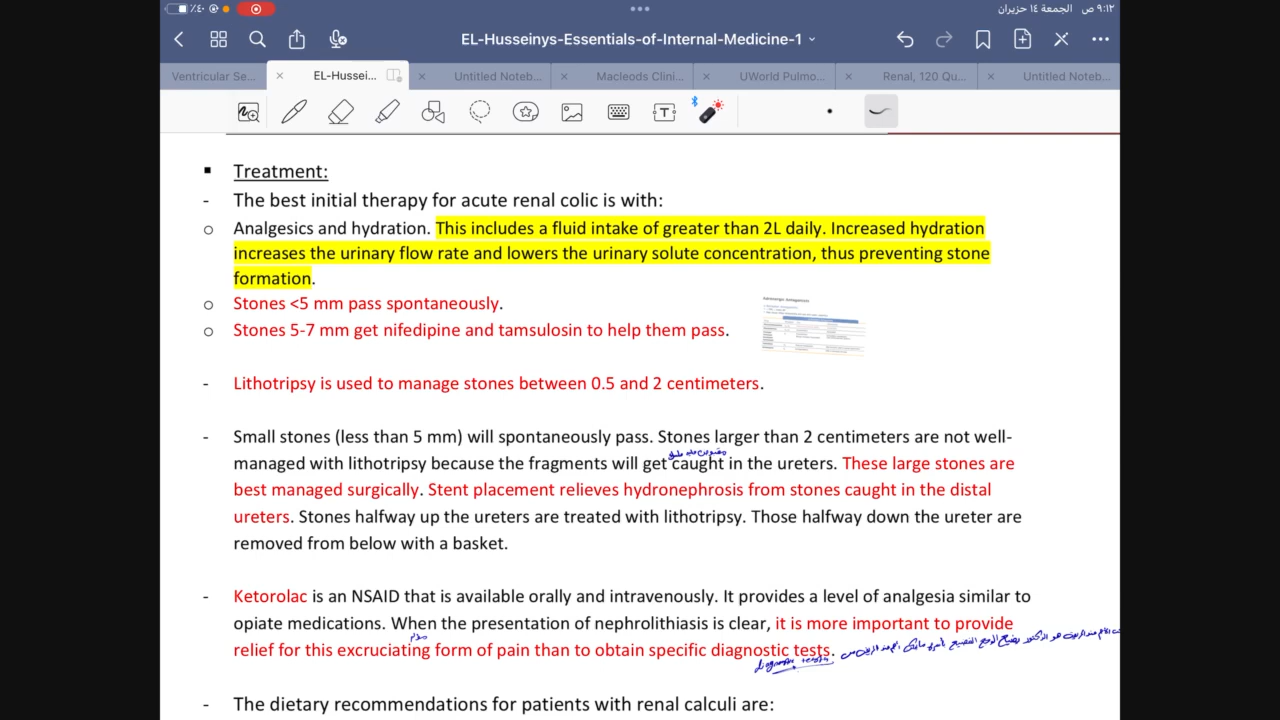 ٪٤٠
٩:١٢ ص الجمعة ١٤ حزيران
EL-Husseinys-Essentials-of-Internal-Medicine-1
Ventricular Se...
EL-Hussei...
Untitled Noteb...
Macleods Clini...
UWorld Pulmo...
Renal, 120 Qu...
Untitled Noteb...
▪ Treatment:
- The best initial therapy for acute renal colic is with:
o Analgesics and hydration. This includes a fluid intake of greater than 2L daily. Increased hydration
increases the urinary flow rate and lowers the urinary solute concentration, thus preventing stone
formation.
o Stones <5 mm pass spontaneously.
o Stones 5-7 mm get nifedipine and tamsulosin to help them pass.
- Lithotripsy is used to manage stones between 0.5 and 2 centimeters.
- Small stones (less than 5 mm) will spontaneously pass. Stones larger than 2 centimeters are not well-
managed with lithotripsy because the fragments will get caught in the ureters. These large stones are
best managed surgically. Stent placement relieves hydronephrosis from stones caught in the distal
ureters. Stones halfway up the ureters are treated with lithotripsy. Those halfway down the ureter are
removed from below with a basket.
- Ketorolac is an NSAID that is available orally and intravenously. It provides a level of analgesia similar to
opiate medications. When the presentation of nephrolithiasis is clear, it is more important to provide
relief for this excruciating form of pain than to obtain specific diagnostic tests.
diagnostic tests
- The dietary recommendations for patients with renal calculi are: